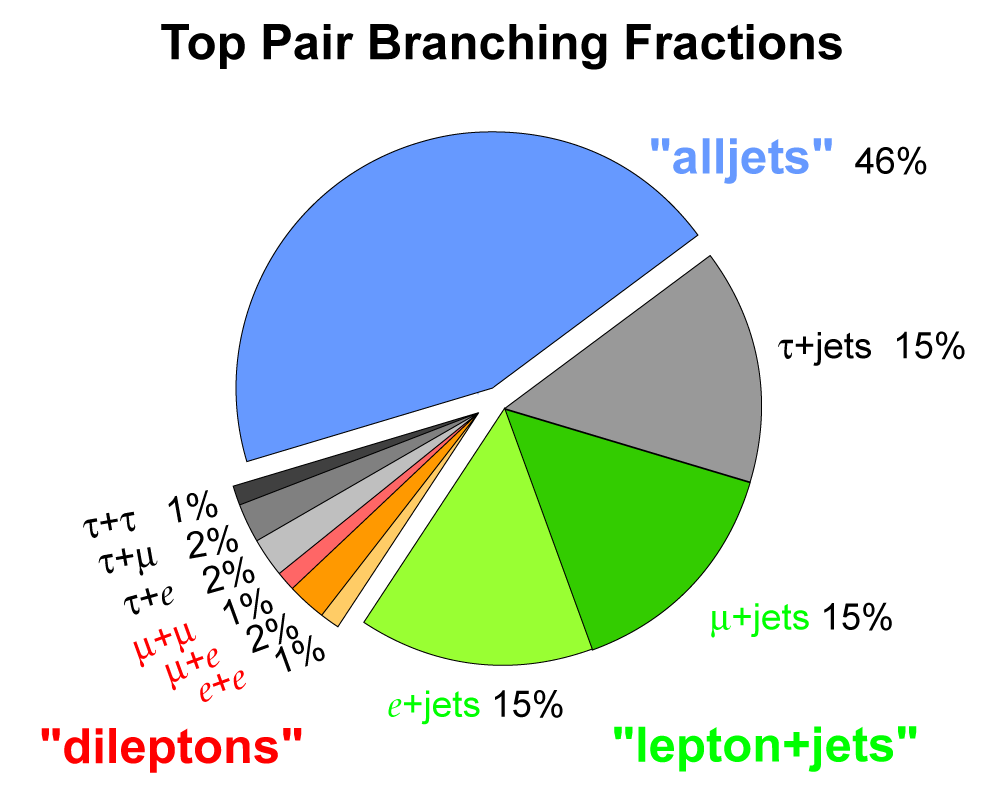 Top Pair Branching Fractions
"alljets" 46%
τ+jets 15%
μ+jets 15%
e+jets 15%
"lepton+jets"
τ+τ 1%
τ+μ 2%
τ+e 2%
μ+μ 1%
μ+e 2%
e+e 1%
"dileptons"